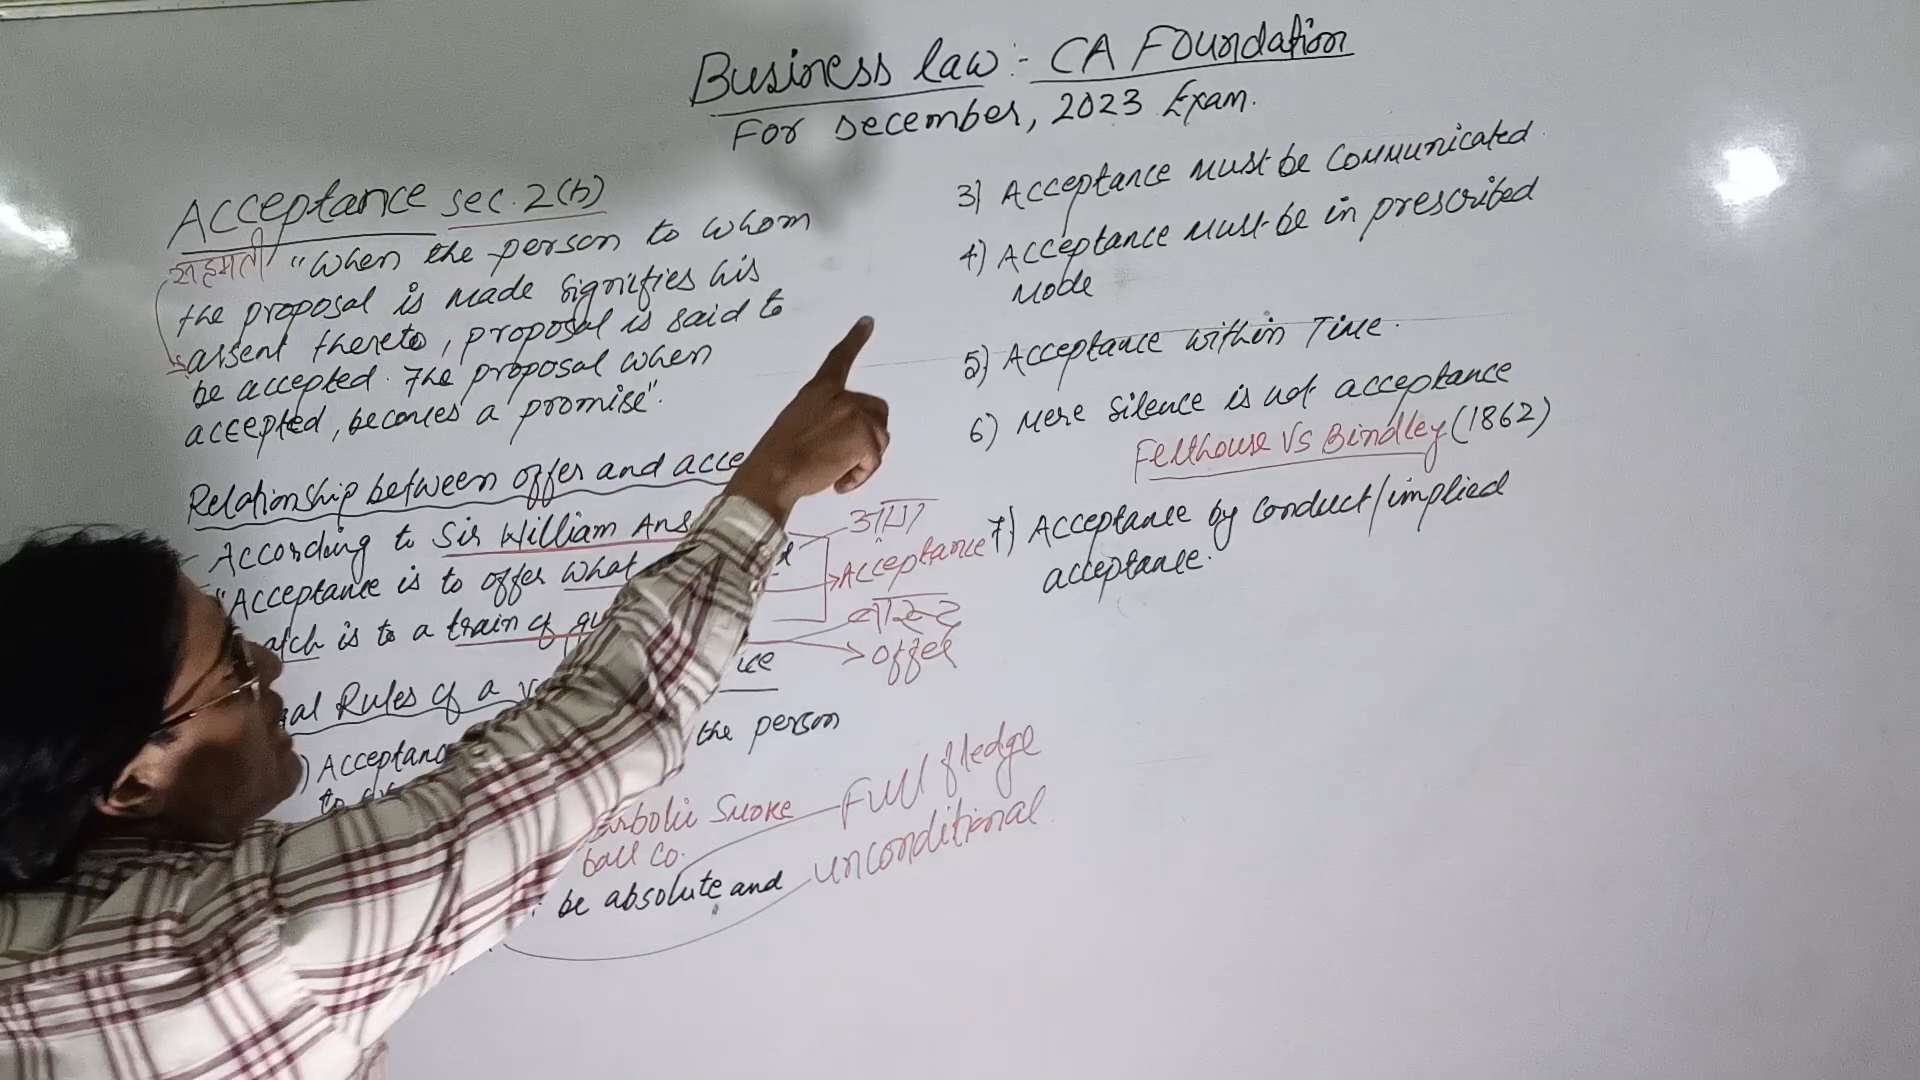 Business law :- CA Foundation
For December, 2023 Exam.
Acceptance sec. 2(b)
सहमती "When the person to whom
the proposal is made signifies his
assent thereto, proposal is said to
be accepted. The proposal when
accepted, becomes a promise".
Relationship between offer and acce
- According to Sir William Ans
"Acceptance is to offer what
atch is to a train of
Acceptance
offer
al Rules of a
) Acceptanc
the person
to
arbolic Smoke
ball co.
Full fledge
be absolute and
unconditional
3) Acceptance must be communicated
4) Acceptance must be in prescribed
mode
5) Acceptance within Time.
6) Mere silence is not acceptance
Felthouse Vs Bindley (1862)
7) Acceptance by conduct/implied
acceptance.